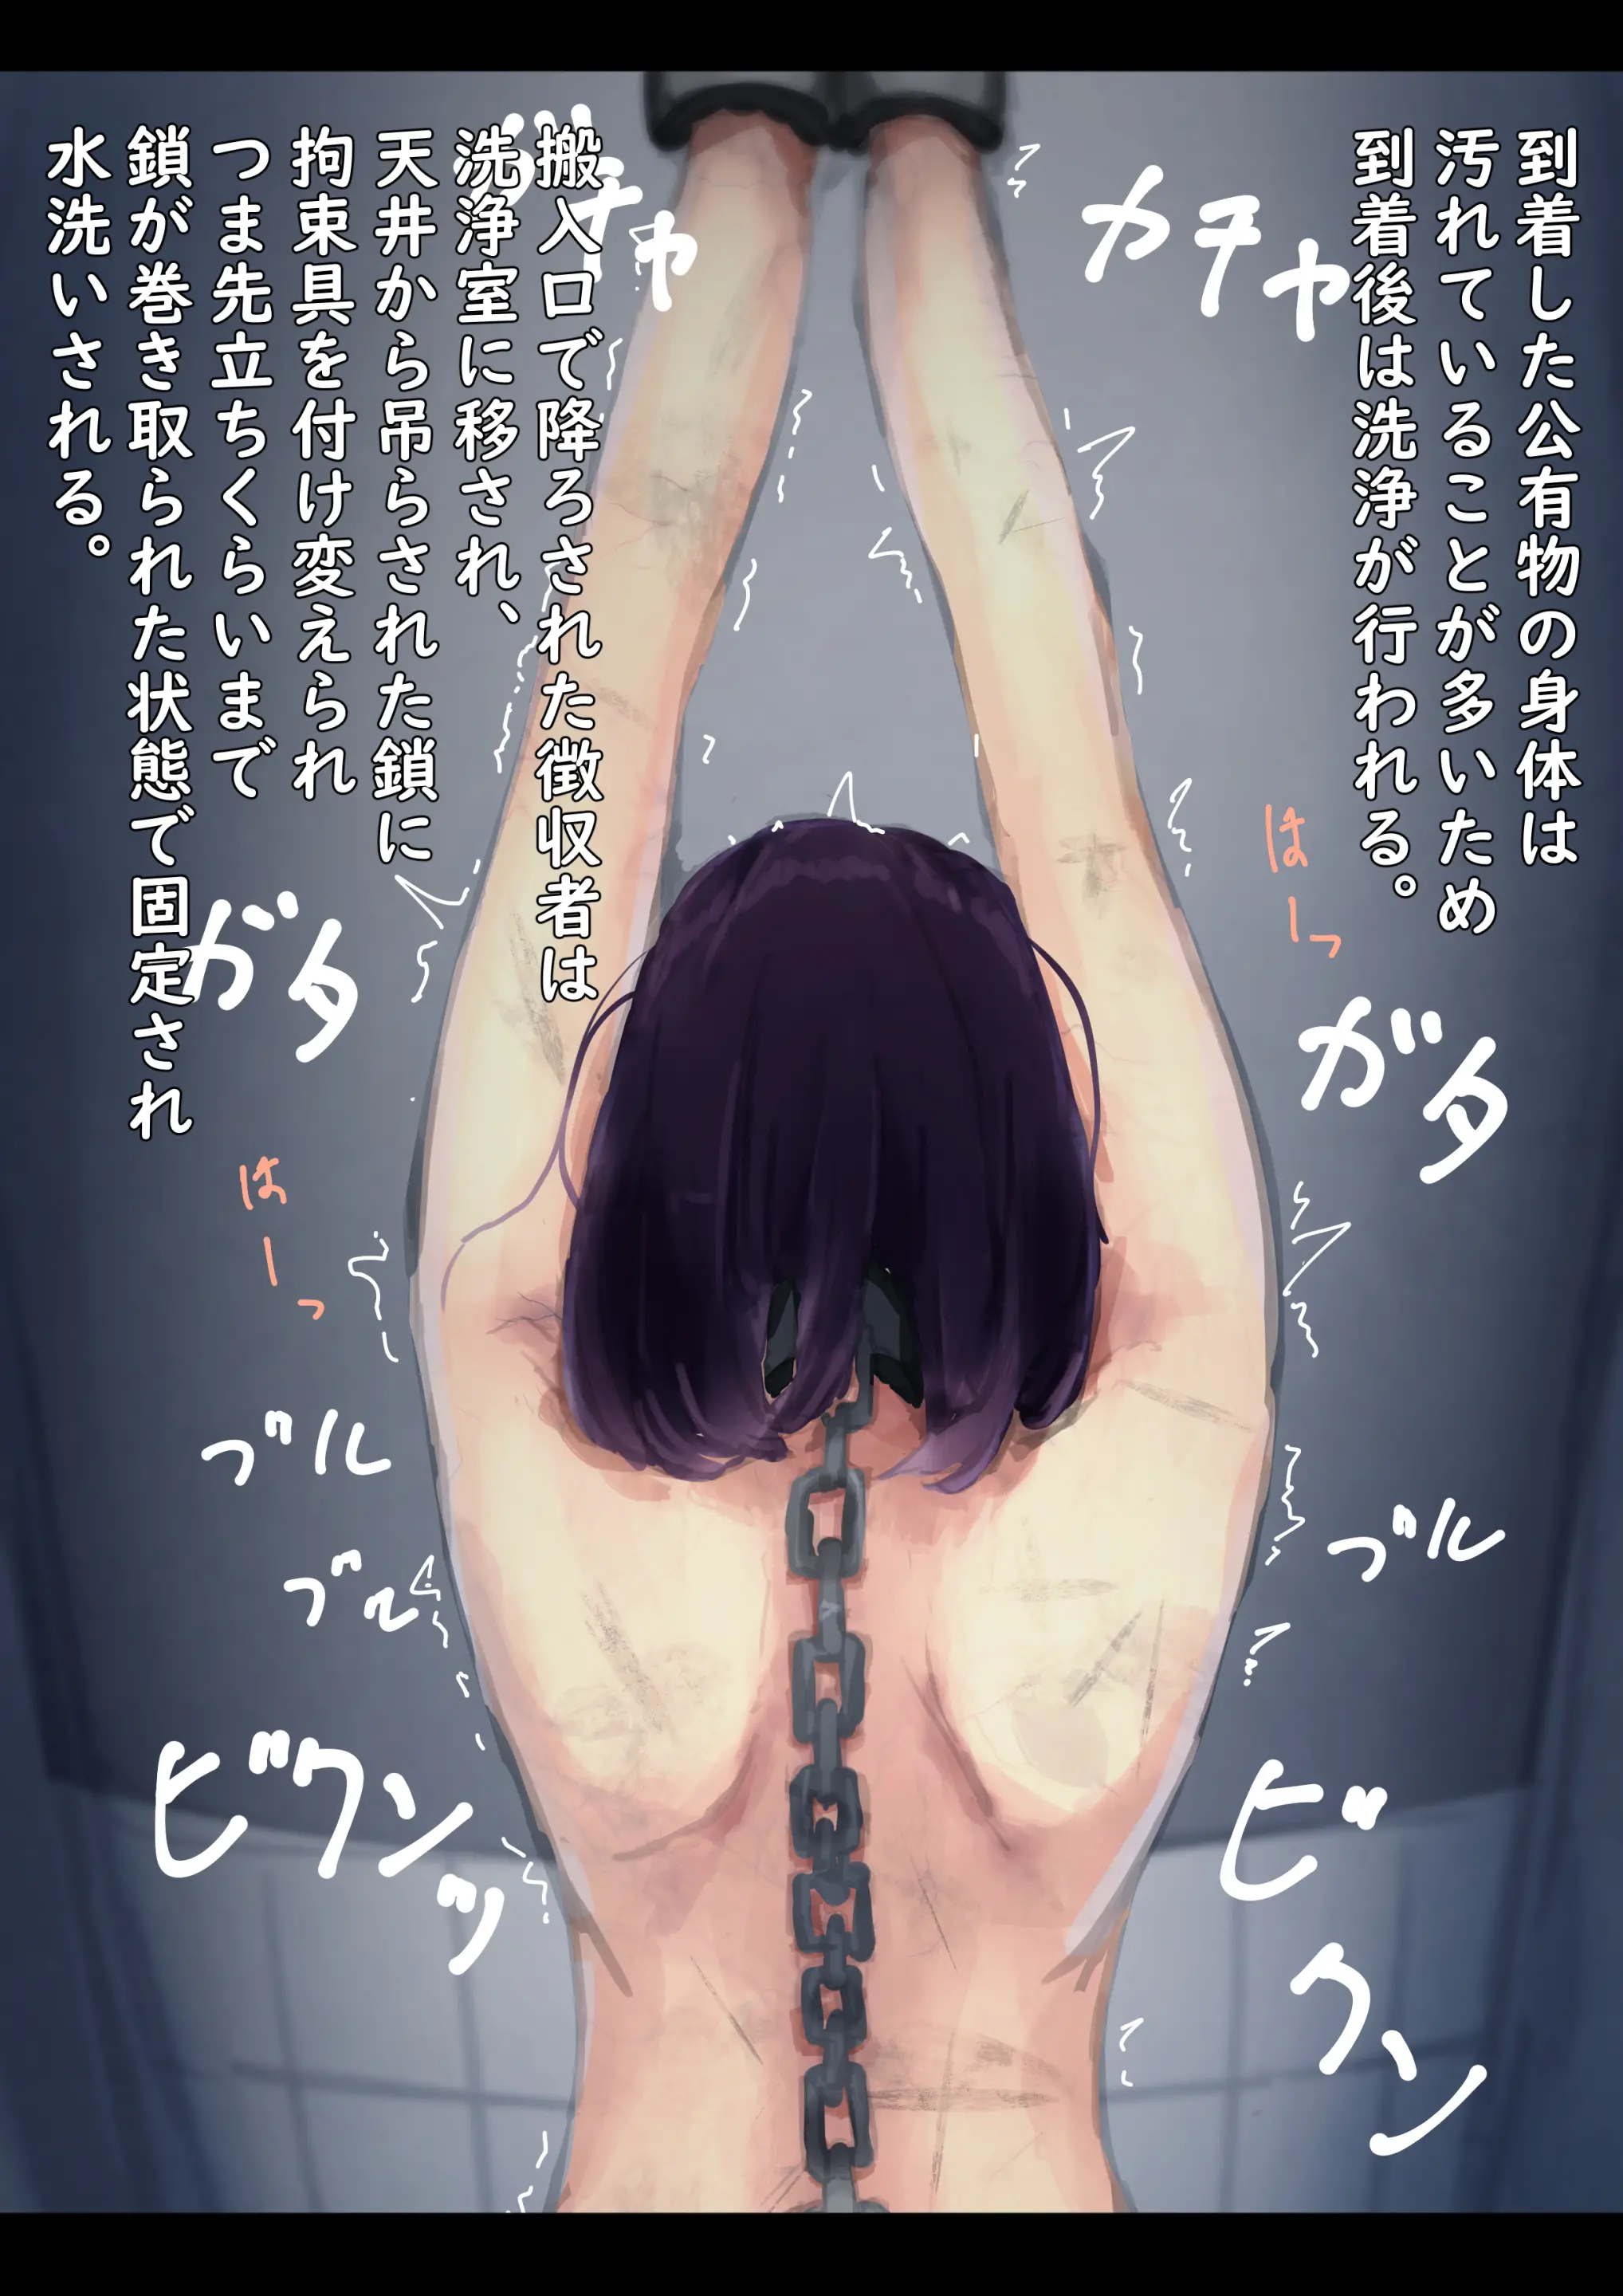 到着した公有物の身体は
汚れていることが多いため
到着後は洗浄が行われる。
カチャ
ガチャ
搬入口で降ろされた徴収者は
洗浄室に移され、
天井から吊らされた鎖に
拘束具を付け変えられ
つま先立ちくらいまで
鎖が巻き取られた状態で固定され
水洗いされる。
はーっ
ガタ
ガタ
はーっ
ブル
ブル
ブル
ビクン
ビクンッ